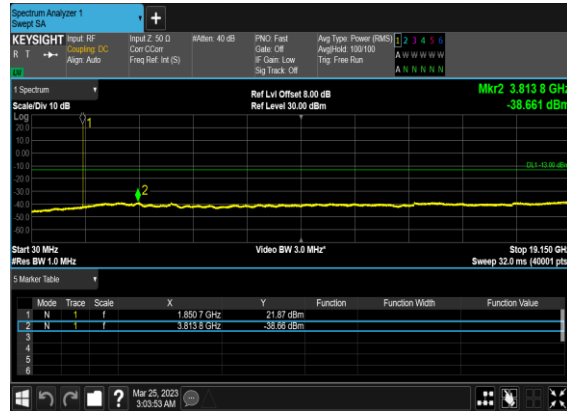 Spectrum Analyzer 1
Swept SA
+
KEYSIGHT
R T
Input: RF
Coupling: DC
Align: Auto
Input Z: 50 Ω
Corr CCorr
Freq Ref: Int (S)
#Atten: 40 dB
PNO: Fast
Gate: Off
IF Gain: Low
Sig Track: Off
Avg Type: Power (RMS)
Avg|Hold: 100/100
Trig: Free Run
1 2 3 4 5 6
A W W W W W
A N N N N N
1 Spectrum
Scale/Div 10 dB
Ref Lvl Offset 8.00 dB
Ref Level 30.00 dBm
Mkr2 3.813 8 GHz
-38.661 dBm
Log
20.0
10.0
0.00
-10.0
-20.0
-30.0
-40.0
-50.0
-60.0
1
2
DL1 -13.00 dBm
Start 30 MHz
#Res BW 1.0 MHz
Video BW 3.0 MHz*
Stop 19.150 GHz
Sweep 32.0 ms (40001 pts)
5 Marker Table
Mode Trace Scale X Y Function Function Width Function Value
1 N 1 f 1.850 7 GHz 21.87 dBm
2 N 1 f 3.813 8 GHz -38.66 dBm
3
4
5
6
?
Mar 25, 2023
3:03:53 AM